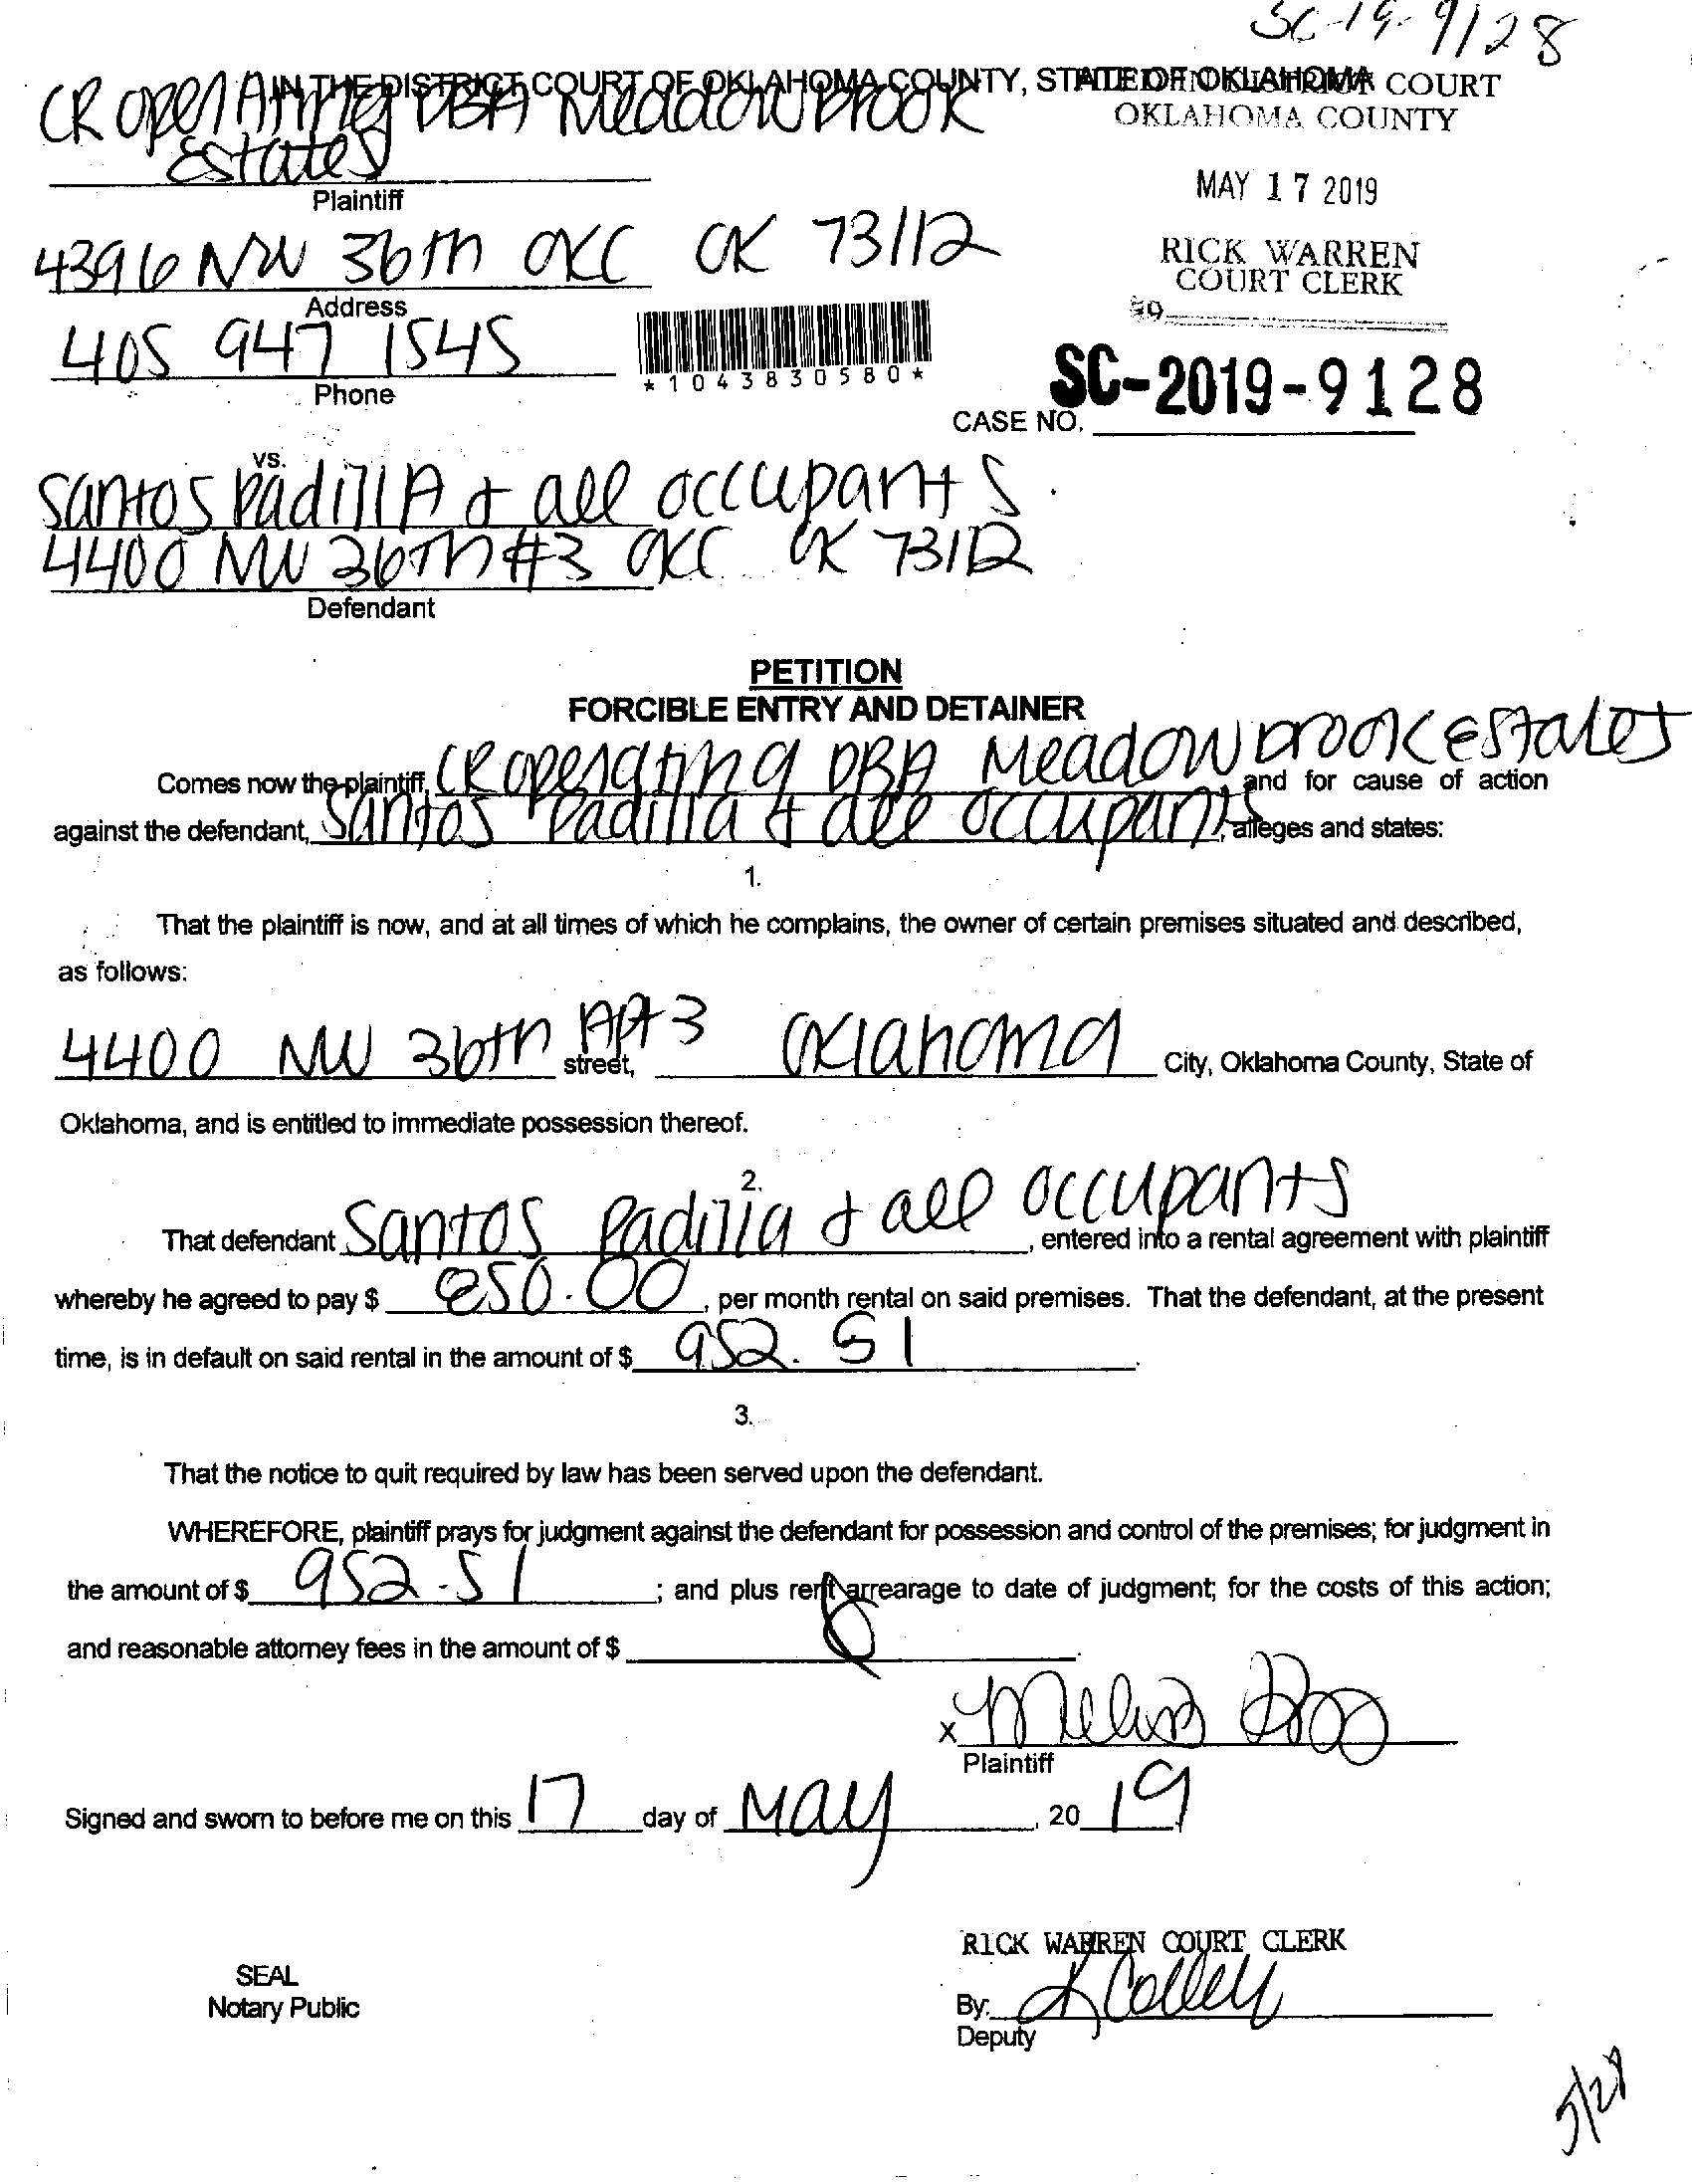 SC-19-9128
IN THE DISTRICT COURT OF OKLAHOMA COUNTY, STATE OF OKLAHOMA
FILED IN DISTRICT COURT
OKLAHOMA COUNTY
CR Operating DBA Meadowbrook
Estates
Plaintiff
MAY 17 2019
4396 NW 36th OKC OK 73112
RICK WARREN
COURT CLERK
Address
405 947 1545
Phone
*1043830580*
SC-2019-9128
CASE NO.
vs.
Santos Padilla & all occupants
4400 NW 36th #3 OKC OK 73112
Defendant
PETITION
FORCIBLE ENTRY AND DETAINER
Comes now the plaintiff, CR Operating DBA Meadowbrook Estates and for cause of action
against the defendant, Santos Padilla & all occupants, alleges and states:
1.
That the plaintiff is now, and at all times of which he complains, the owner of certain premises situated and described,
as follows:
4400 NW 36th Apt 3 street, Oklahoma City, Oklahoma County, State of
Oklahoma, and is entitled to immediate possession thereof.
2.
That defendant Santos Padilla & all occupants, entered into a rental agreement with plaintiff
whereby he agreed to pay $ 850.00, per month rental on said premises. That the defendant, at the present
time, is in default on said rental in the amount of $ 952.51.
3.
That the notice to quit required by law has been served upon the defendant.
WHEREFORE, plaintiff prays for judgment against the defendant for possession and control of the premises; for judgment in
the amount of $ 952.51; and plus rent arrearage to date of judgment; for the costs of this action;
and reasonable attorney fees in the amount of $
X
Plaintiff
Signed and sworn to before me on this 17 day of May, 20 19
RICK WARREN COURT CLERK
SEAL
Notary Public
By:
Deputy
5/28